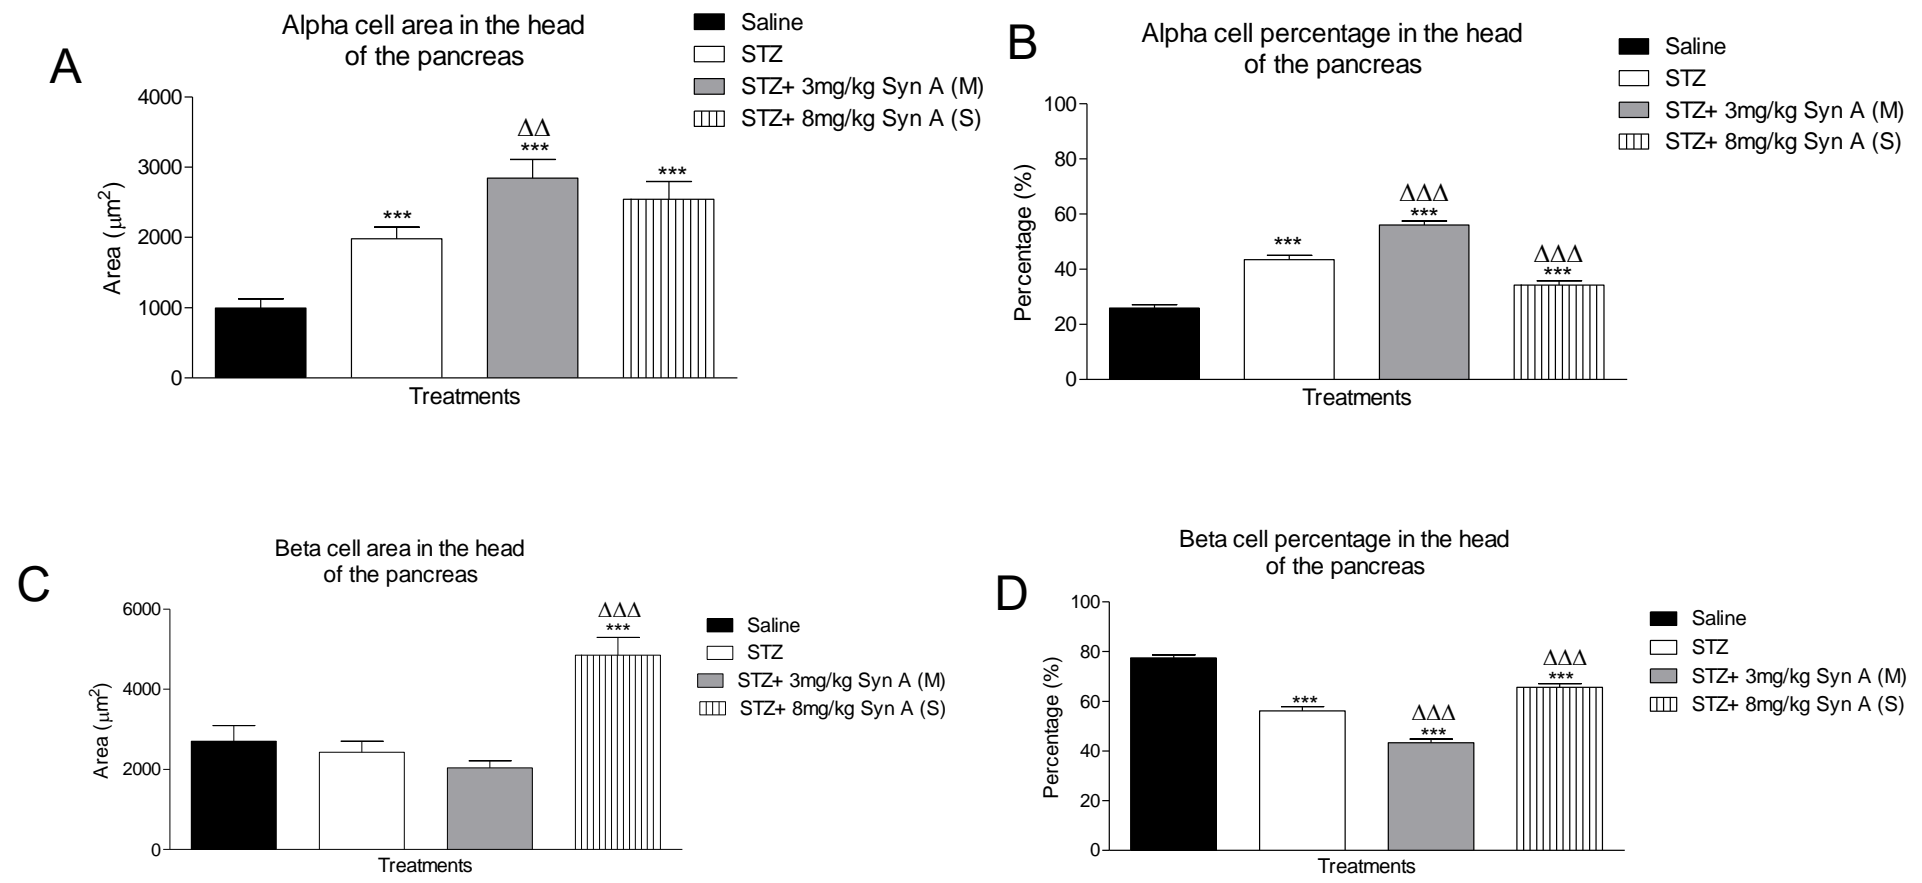 A
Alpha cell area in the head
of the pancreas
Saline
STZ
STZ+ 3mg/kg Syn A (M)
STZ+ 8mg/kg Syn A (S)
Area (μm²)
4000
3000
2000
1000
0
***
ΔΔ
***
***
Treatments
B
Alpha cell percentage in the head
of the pancreas
Saline
STZ
STZ+ 3mg/kg Syn A (M)
STZ+ 8mg/kg Syn A (S)
Percentage (%)
100
80
60
40
20
0
***
ΔΔΔ
***
ΔΔΔ
***
Treatments
C
Beta cell area in the head
of the pancreas
Saline
STZ
STZ+ 3mg/kg Syn A (M)
STZ+ 8mg/kg Syn A (S)
Area (μm²)
6000
4000
2000
0
ΔΔΔ
***
Treatments
D
Beta cell percentage in the head
of the pancreas
Saline
STZ
STZ+ 3mg/kg Syn A (M)
STZ+ 8mg/kg Syn A (S)
Percentage (%)
100
80
60
40
20
0
***
ΔΔΔ
***
ΔΔΔ
***
Treatments